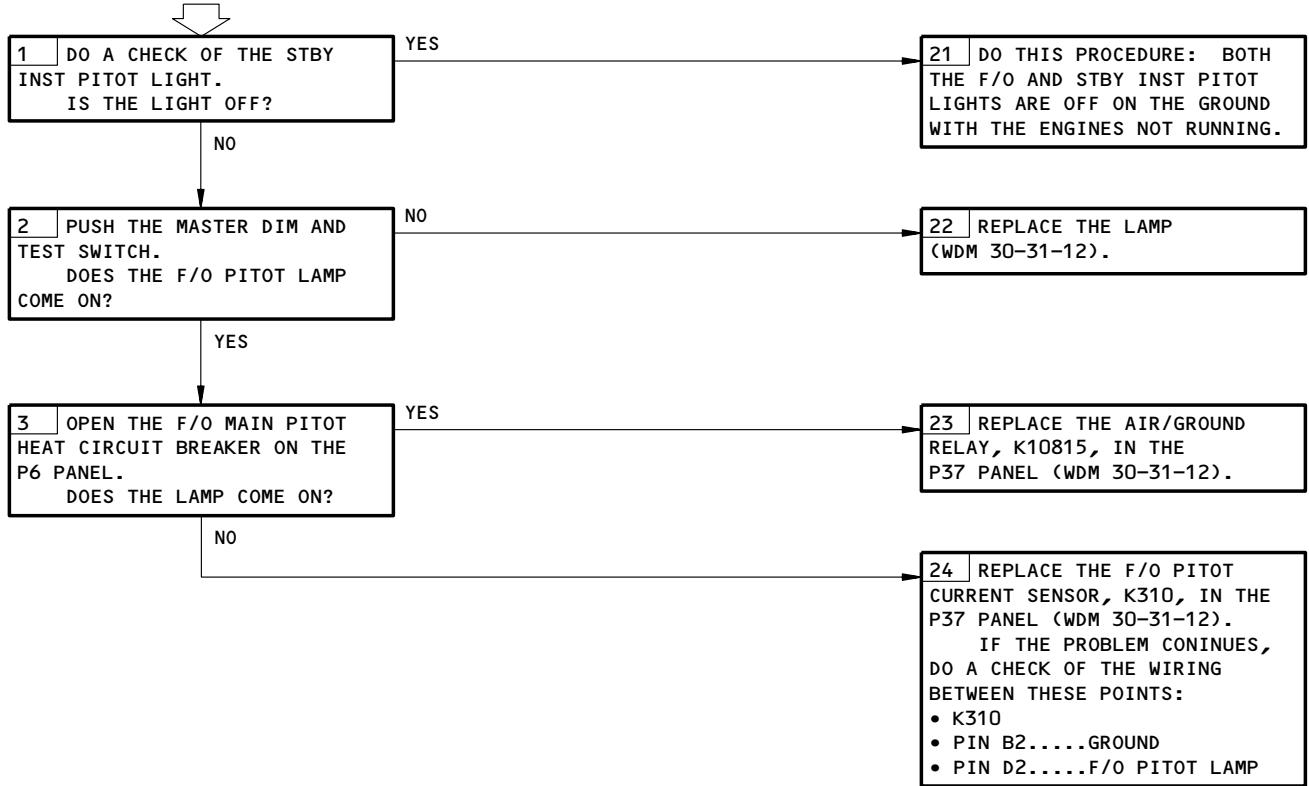 1 DO A CHECK OF THE STBY
INST PITOT LIGHT.
IS THE LIGHT OFF?
YES
21 DO THIS PROCEDURE: BOTH
THE F/O AND STBY INST PITOT
LIGHTS ARE OFF ON THE GROUND
WITH THE ENGINES NOT RUNNING.
NO
2 PUSH THE MASTER DIM AND
TEST SWITCH.
DOES THE F/O PITOT LAMP
COME ON?
NO
22 REPLACE THE LAMP
(WDM 30-31-12).
YES
3 OPEN THE F/O MAIN PITOT
HEAT CIRCUIT BREAKER ON THE
P6 PANEL.
DOES THE LAMP COME ON?
YES
23 REPLACE THE AIR/GROUND
RELAY, K10815, IN THE
P37 PANEL (WDM 30-31-12).
NO
24 REPLACE THE F/O PITOT
CURRENT SENSOR, K310, IN THE
P37 PANEL (WDM 30-31-12).
IF THE PROBLEM CONINUES,
DO A CHECK OF THE WIRING
BETWEEN THESE POINTS:
• K310
• PIN B2.....GROUND
• PIN D2.....F/O PITOT LAMP